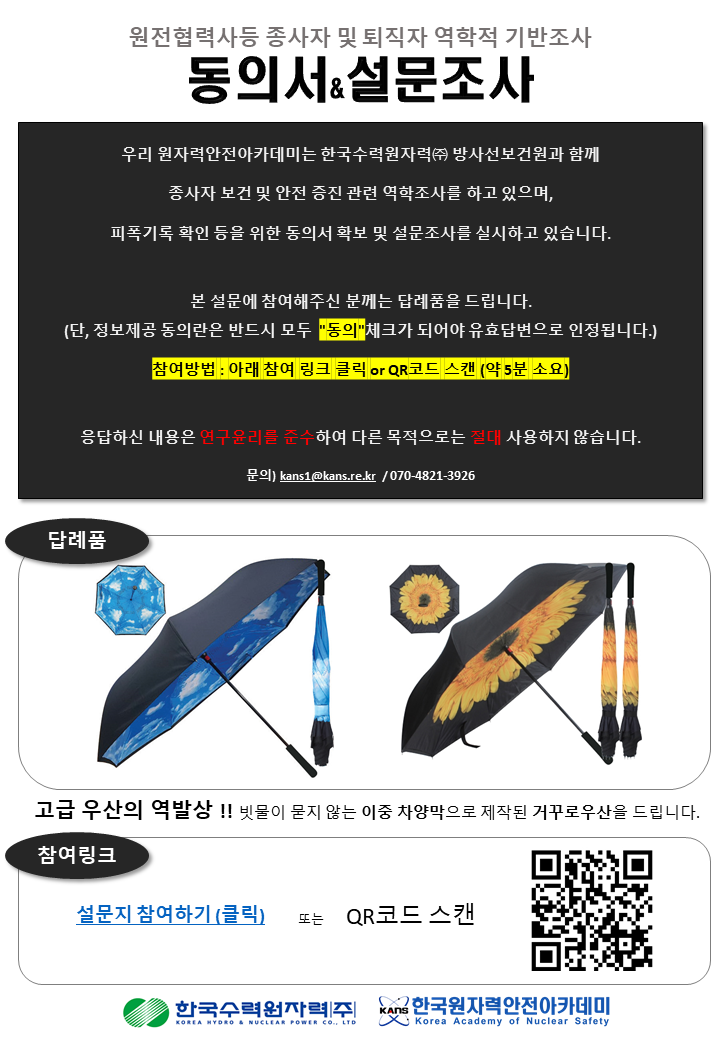 원전협력사등 종사자 및 퇴직자 역학적 기반조사
동의서&설문조사
우리 원자력안전아카데미는 한국수력원자력㈜ 방사선보건원과 함께
종사자 보건 및 안전 증진 관련 역학조사를 하고 있으며,
피폭기록 확인 등을 위한 동의서 확보 및 설문조사를 실시하고 있습니다.
본 설문에 참여해주신 분께는 답례품을 드립니다.
(단, 정보제공 동의란은 반드시 모두 "동의"체크가 되어야 유효답변으로 인정됩니다.)
참여방법 : 아래 참여 링크 클릭 or QR코드 스캔 (약 5분 소요)
응답하신 내용은 연구윤리를 준수하여 다른 목적으로는 절대 사용하지 않습니다.
문의) kans1@kans.re.kr / 070-4821-3926
답례품
고급 우산의 역발상 !! 빗물이 묻지 않는 이중 차양막으로 제작된 거꾸로우산을 드립니다.
참여링크
설문지 참여하기 (클릭) 또는 QR코드 스캔
한국수력원자력(주)
KOREA HYDRO & NUCLEAR POWER CO., LTD
KANS 한국원자력안전아카데미
Korea Academy of Nuclear Safety